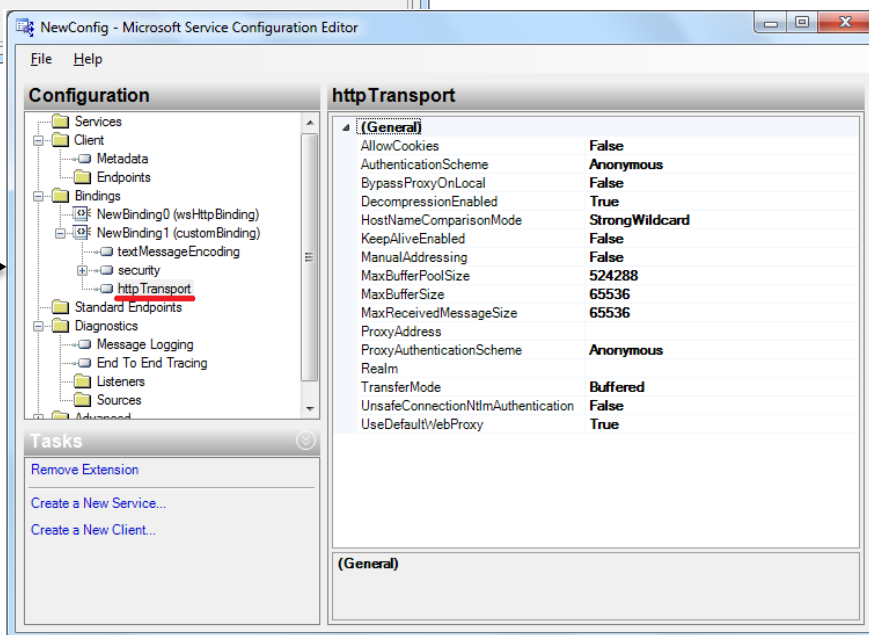 NewConfig - Microsoft Service Configuration Editor
File Help
Configuration
Services
Client
Metadata
Endpoints
Bindings
NewBinding0 (wsHttpBinding)
NewBinding1 (customBinding)
textMessageEncoding
security
httpTransport
Standard Endpoints
Diagnostics
Message Logging
End To End Tracing
Listeners
Sources
Advanced
Tasks
Remove Extension
Create a New Service...
Create a New Client...
httpTransport
(General)
AllowCookies False
AuthenticationScheme Anonymous
BypassProxyOnLocal False
DecompressionEnabled True
HostNameComparisonMode StrongWildcard
KeepAliveEnabled False
ManualAddressing False
MaxBufferPoolSize 524288
MaxBufferSize 65536
MaxReceivedMessageSize 65536
ProxyAddress
ProxyAuthenticationScheme Anonymous
Realm
TransferMode Buffered
UnsafeConnectionNtlmAuthentication False
UseDefaultWebProxy True
(General)